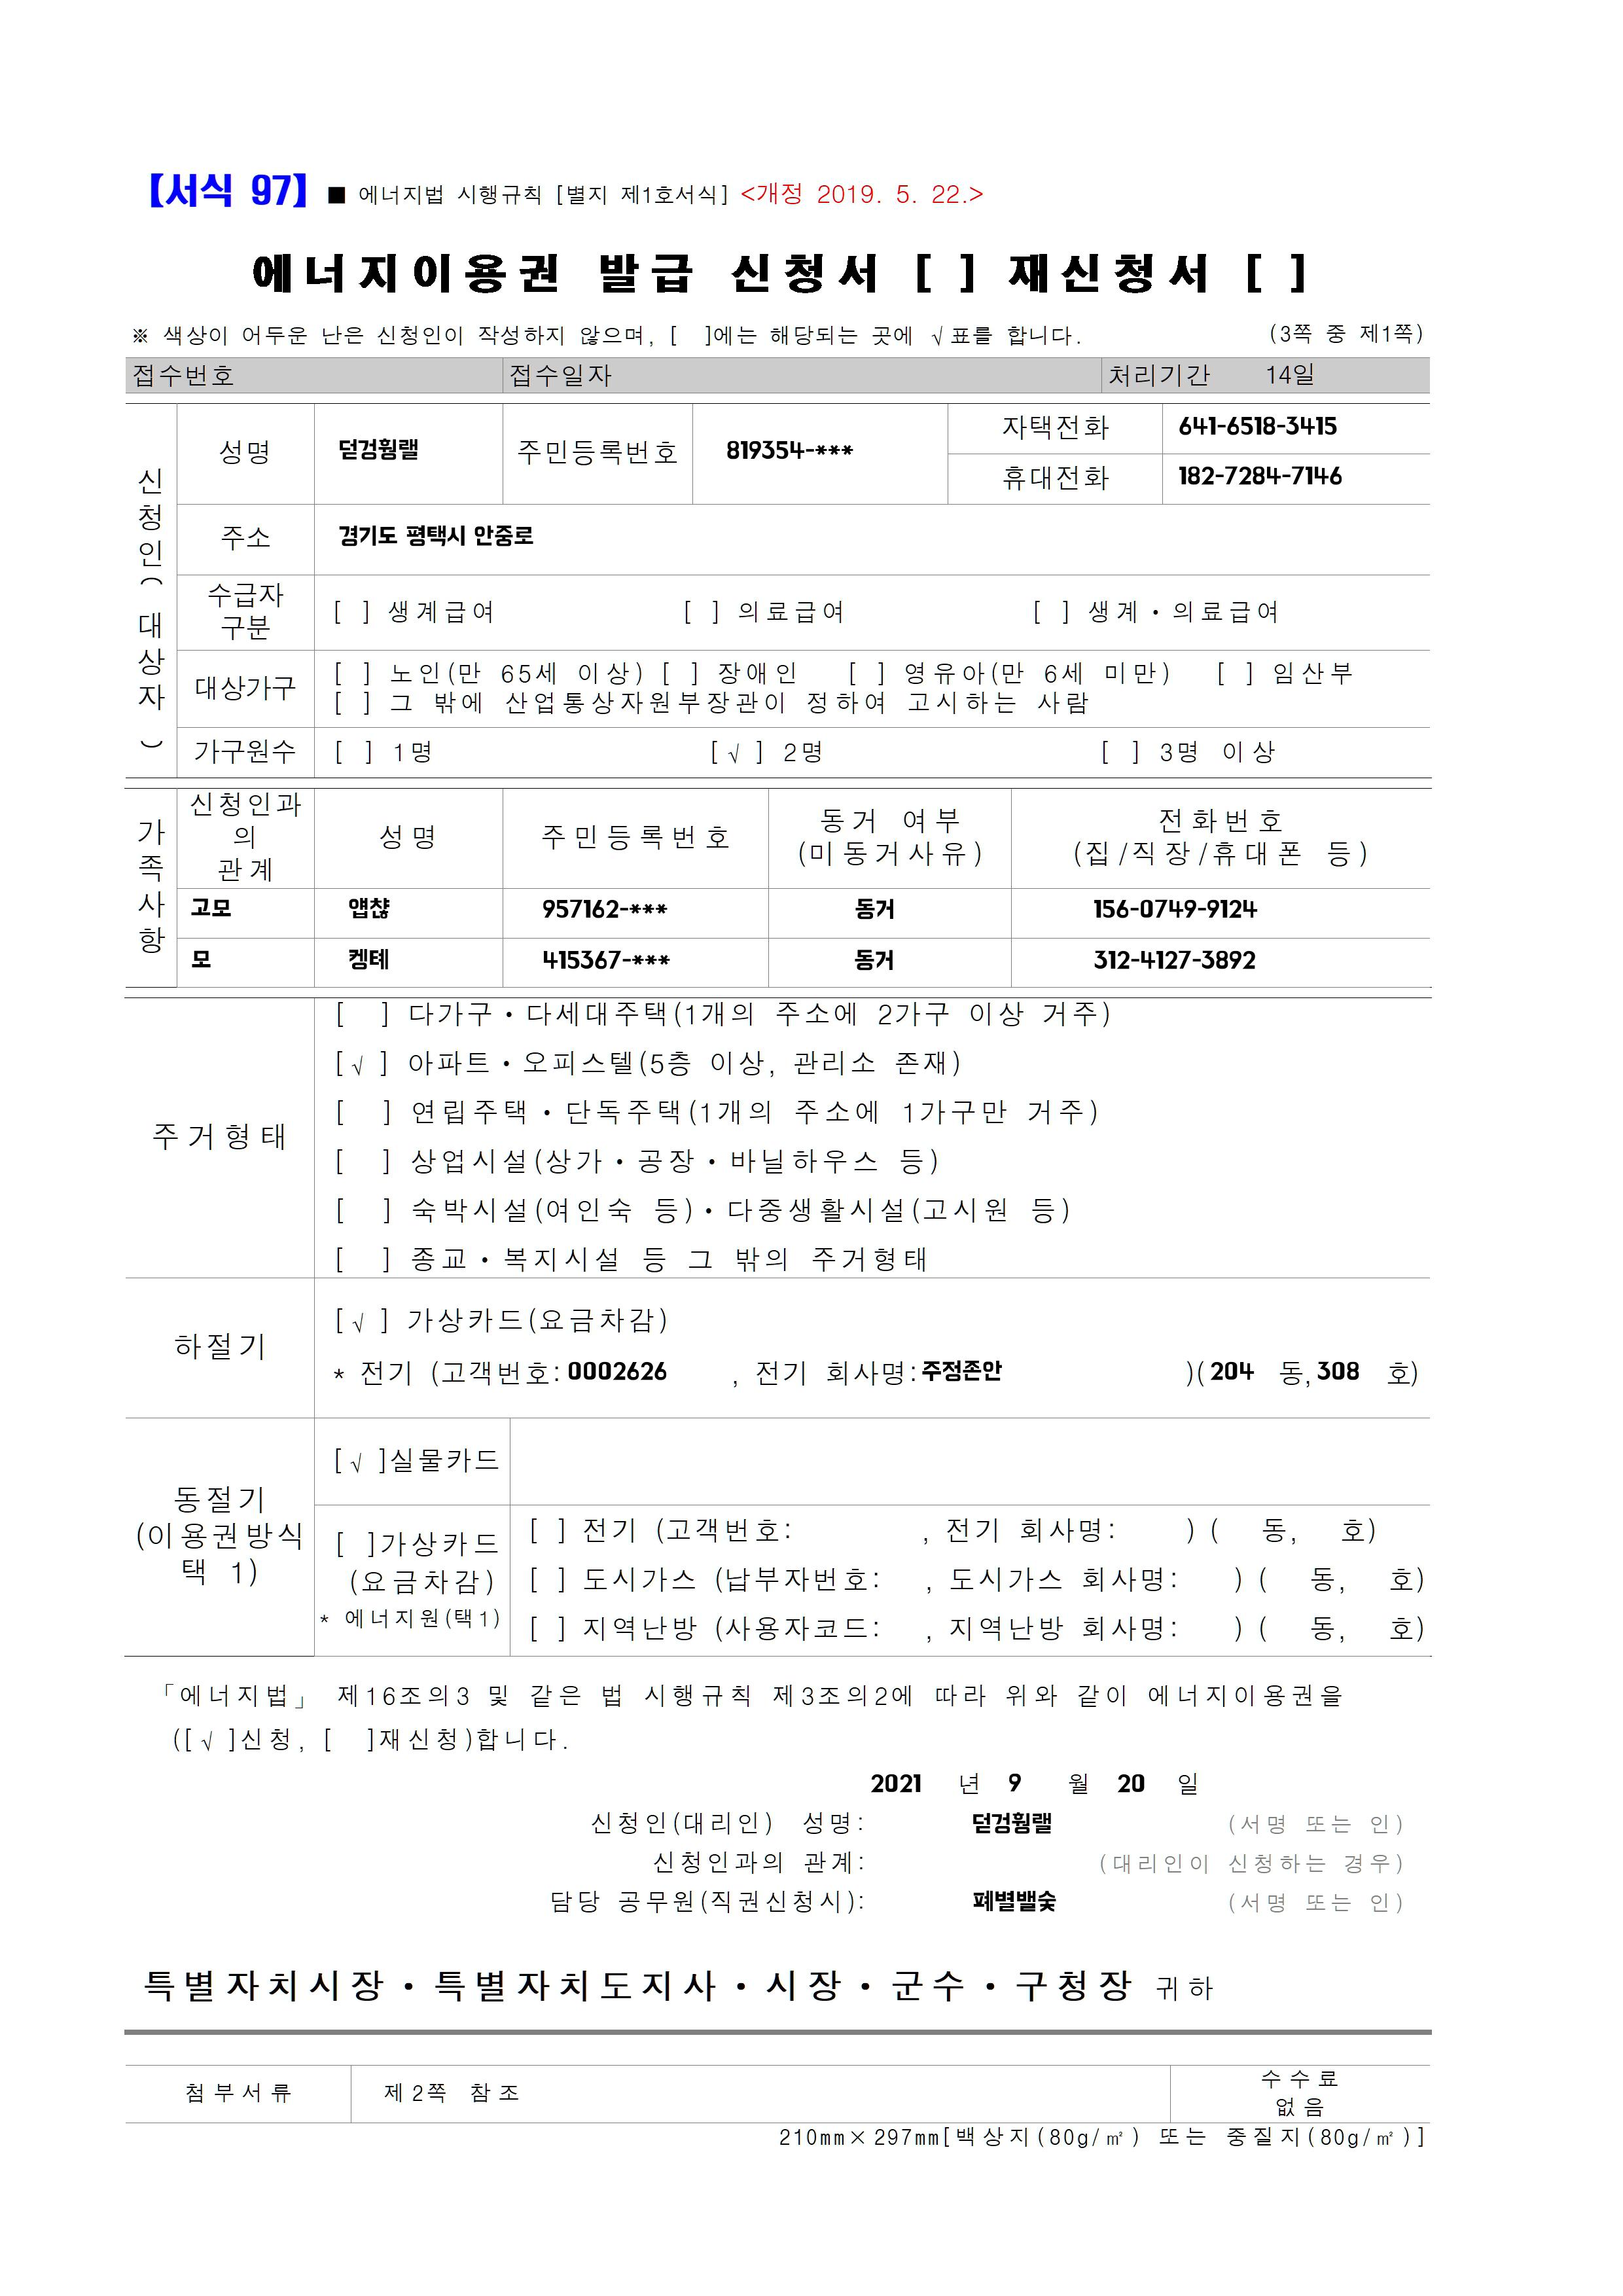 【서식 97】 ■ 에너지법 시행규칙 [별지 제1호서식] <개정 2019. 5. 22.>
에너지이용권 발급 신청서 [ ] 재신청서 [ ]
※ 색상이 어두운 난은 신청인이 작성하지 않으며, [ ]에는 해당되는 곳에 √표를 합니다. (3쪽 중 제1쪽)
접수번호 접수일자 처리기간 14일
신청인(대상자)
성명 덛겅훵랠 주민등록번호 819354-***
자택전화 641-6518-3415
휴대전화 182-7284-7146
주소 경기도 평택시 안중로
수급자
구분
[ ] 생계급여 [ ] 의료급여 [ ] 생계·의료급여
대상가구
[ ] 노인(만 65세 이상) [ ] 장애인 [ ] 영유아(만 6세 미만) [ ] 임산부
[ ] 그 밖에 산업통상자원부장관이 정하여 고시하는 사람
가구원수 [ ] 1명 [√] 2명 [ ] 3명 이상
가족사항
신청인과
의
관계
성명
주민등록번호
동거 여부
(미동거사유)
전화번호
(집/직장/휴대폰 등)
고모 앱챦 957162-*** 동거 156-0749-9124
모 켕톄 415367-*** 동거 312-4127-3892
주거형태
[ ] 다가구·다세대주택(1개의 주소에 2가구 이상 거주)
[√ ] 아파트·오피스텔(5층 이상, 관리소 존재)
[ ] 연립주택·단독주택(1개의 주소에 1가구만 거주)
[ ] 상업시설(상가·공장·바닐하우스 등)
[ ] 숙박시설(여인숙 등)·다중생활시설(고시원 등)
[ ] 종교·복지시설 등 그 밖의 주거형태
하절기
[√ ] 가상카드(요금차감)
* 전기 (고객번호: 0002626 , 전기 회사명: 주정존안 )( 204 동, 308 호)
동절기
(이용권방식
택 1)
[√ ]실물카드
[ ]가상카드
(요금차감)
* 에너지원(택1)
[ ] 전기 (고객번호: , 전기 회사명: ) ( 동, 호)
[ ] 도시가스 (납부자번호: , 도시가스 회사명: ) ( 동, 호)
[ ] 지역난방 (사용자코드: , 지역난방 회사명: ) ( 동, 호)
「에너지법」 제16조의3 및 같은 법 시행규칙 제3조의2에 따라 위와 같이 에너지이용권을
([√ ]신청, [ ]재신청)합니다.
2021 년 9 월 20 일
신청인(대리인) 성명: 덛겅훵랠 (서명 또는 인)
신청인과의 관계: (대리인이 신청하는 경우)
담당 공무원(직권신청시): 폐별밸숯 (서명 또는 인)
특별자치시장·특별자치도지사·시장·군수·구청장 귀하
첨부서류 제2쪽 참조
수수료
없음
210mm×297mm[백상지(80g/㎡) 또는 중질지(80g/㎡)]